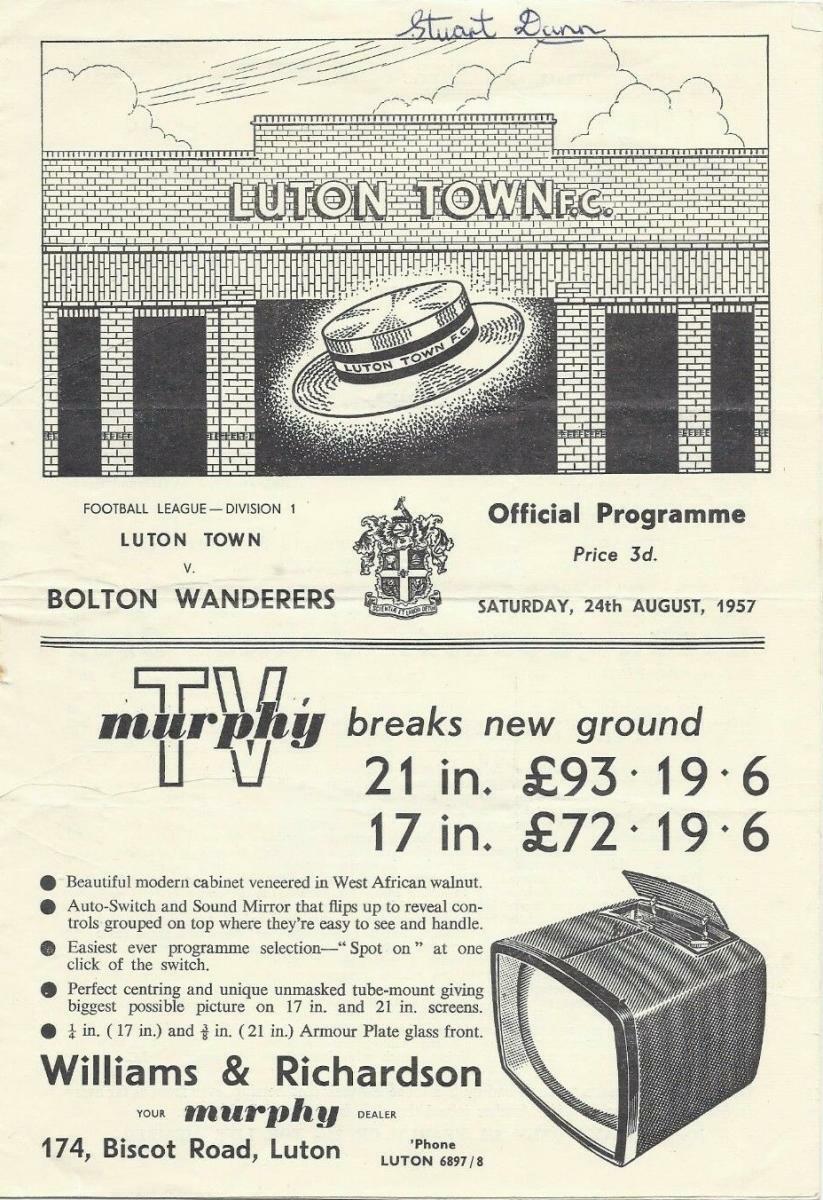 Stuart Dann
LUTON TOWN F.C.
LUTON TOWN F.C.
FOOTBALL LEAGUE — DIVISION 1
LUTON TOWN
v.
BOLTON WANDERERS
SCIENTIÆ ET LABORI DETUR
Official Programme
Price 3d.
SATURDAY, 24th AUGUST, 1957
TV
murphy breaks new ground
21 in. £93 · 19 · 6
17 in. £72 · 19 · 6
● Beautiful modern cabinet veneered in West African walnut.
● Auto-Switch and Sound Mirror that flips up to reveal con-
trols grouped on top where they're easy to see and handle.
● Easiest ever programme selection—“ Spot on ” at one
click of the switch.
● Perfect centring and unique unmasked tube-mount giving
biggest possible picture on 17 in. and 21 in. screens.
● ¼ in. ( 17 in.) and ⅜ in. ( 21 in.) Armour Plate glass front.
Williams & Richardson
YOUR murphy DEALER
174, Biscot Road, Luton
'Phone
LUTON 6897/8